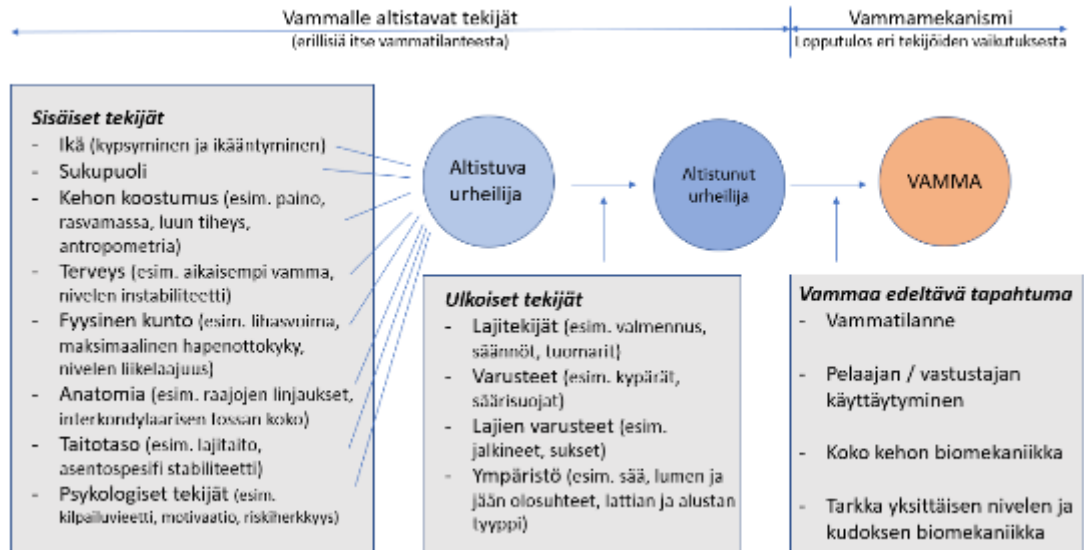 Vammalle altistavat tekijät
(erillisiä itse vammatilanteesta)
Vammamekanismi
Lopputulos eri tekijöiden vaikutuksesta
Sisäiset tekijät
- Ikä (kypsyminen ja ikääntyminen)
- Sukupuoli
- Kehon koostumus (esim. paino,
rasvamassa, luun tiheys,
antropometria)
- Terveys (esim. aikaisempi vamma,
nivelen instabiliteetti)
- Fyysinen kunto (esim. lihasvoima,
maksimaalinen hapenottokyky,
nivelen liikelaajuus)
- Anatomia (esim. raajojen linjaukset,
interkondylaarisen fossan koko)
- Taitotaso (esim. lajitaito,
asentospesifi stabiliteetti)
- Psykologiset tekijät (esim.
kilpailuvietti, motivaatio, riskiherkkyys)
Altistuva
urheilija
Altistunut
urheilija
VAMMA
Ulkoiset tekijät
- Lajitekijät (esim. valmennus,
säännöt, tuomarit)
- Varusteet (esim. kypärät,
säärisuojat)
- Lajien varusteet (esim.
jalkineet, sukset)
- Ympäristö (esim. sää, lumen ja
jään olosuhteet, lattian ja alustan
tyyppi)
Vammaa edeltävä tapahtuma
- Vammatilanne
- Pelaajan / vastustajan
käyttäytyminen
- Koko kehon biomekaniikka
- Tarkka yksittäisen nivelen ja
kudoksen biomekaniikka